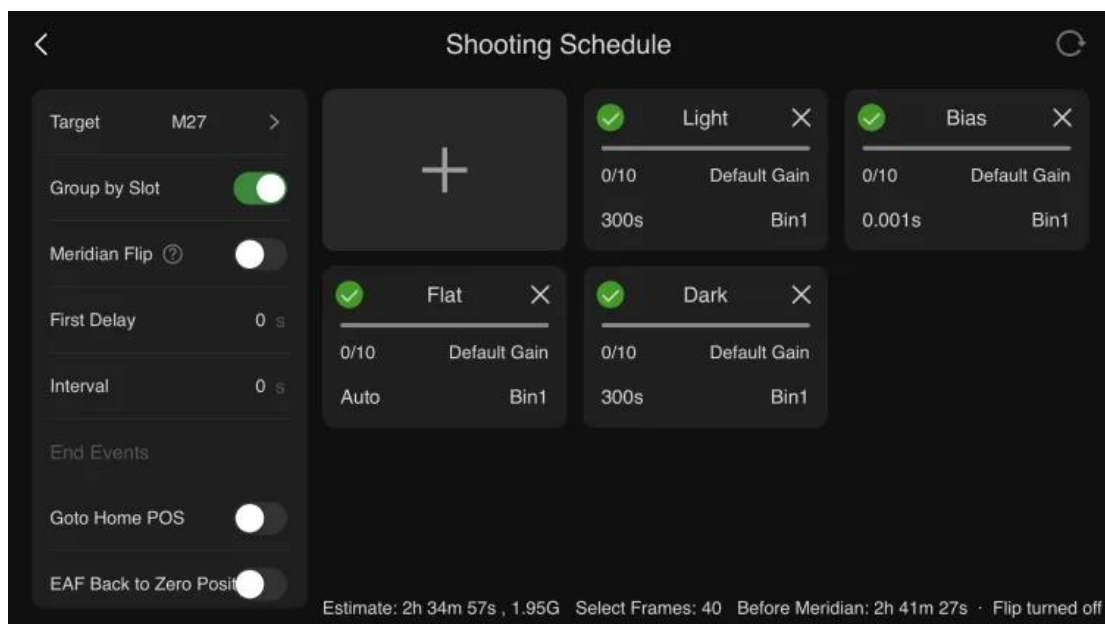 Shooting Schedule
Target M27 >
Group by Slot
Meridian Flip ?
First Delay 0 s
Interval 0 s
End Events
Goto Home POS
EAF Back to Zero Posit
Light
0/10 Default Gain
300s Bin1
Bias
0/10 Default Gain
0.001s Bin1
Flat
0/10 Default Gain
Auto Bin1
Dark
0/10 Default Gain
300s Bin1
Estimate: 2h 34m 57s , 1.95G Select Frames: 40 Before Meridian: 2h 41m 27s · Flip turned off